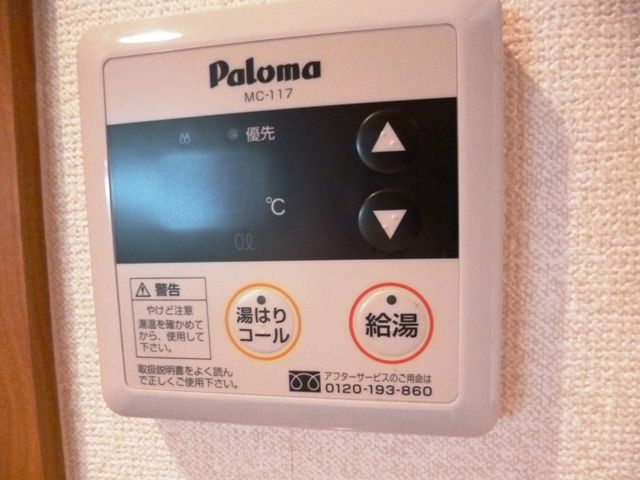 Paloma
MC-117
優先
℃
0ℓ
警告
やけど注意
湯温を確かめて
から、使用して
下さい。
取扱説明書をよく読ん
で正しくご使用下さい。
湯はり
コール
給湯
アフターサービスのご用命は
0120-193-860